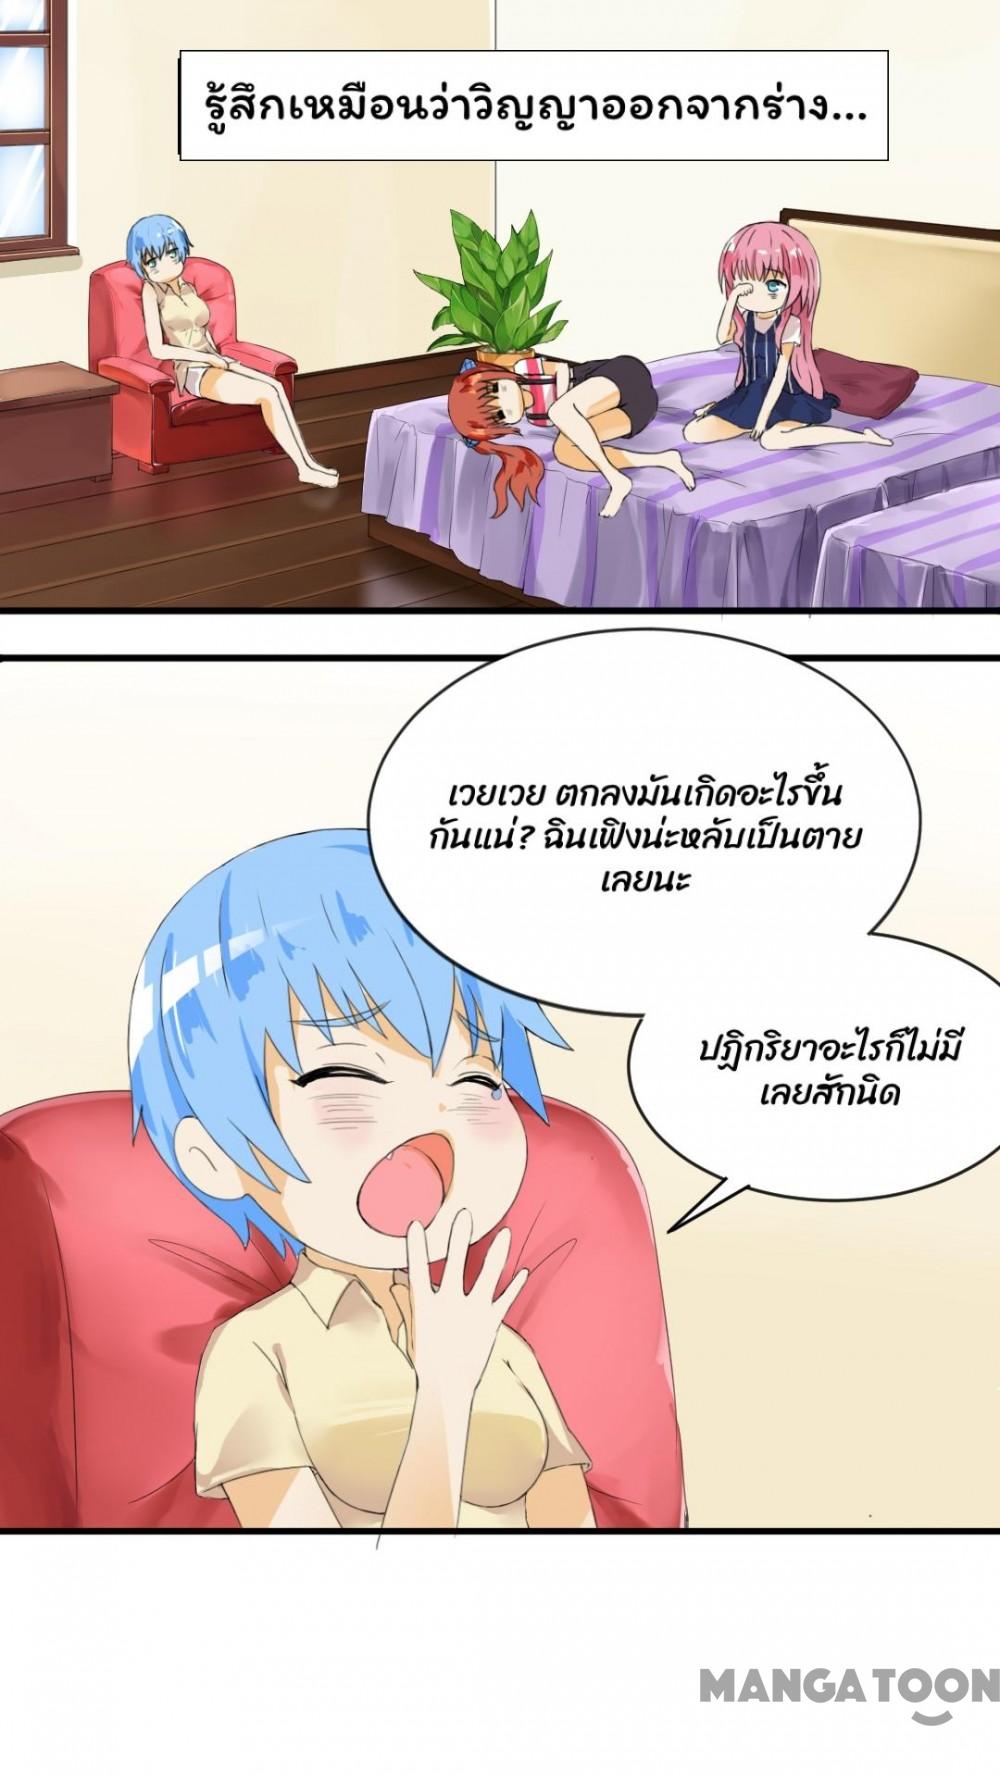 รู้สึกเหมือนว่าวิญญาออกจากร่าง...
เวยเวย ตกลงมันเกิดอะไรขึ้น
กันแน่? ฉินเฟิงน่ะหลับเป็นตาย
เลยนะ
ปฏิกริยาอะไรก็ไม่มี
เลยสักนิด
MANGATOON